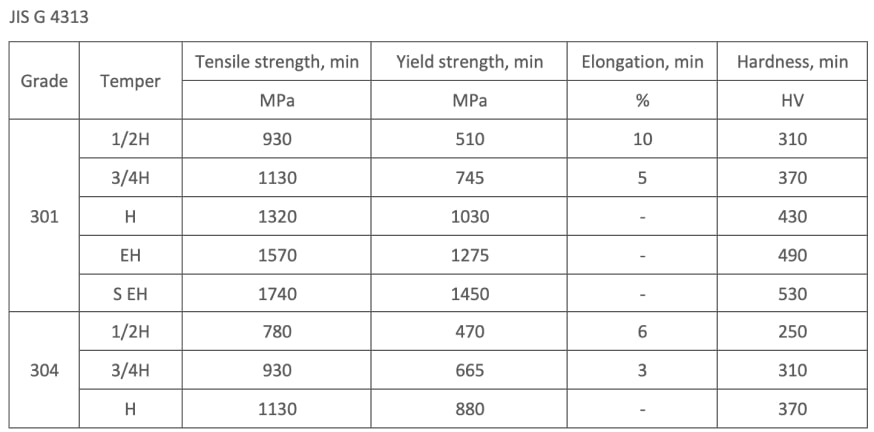 JIS G 4313
Grade Temper Tensile strength, min Yield strength, min Elongation, min Hardness, min
MPa MPa % HV
301 1/2H 930 510 10 310
3/4H 1130 745 5 370
H 1320 1030 - 430
EH 1570 1275 - 490
S EH 1740 1450 - 530
304 1/2H 780 470 6 250
3/4H 930 665 3 310
H 1130 880 - 370